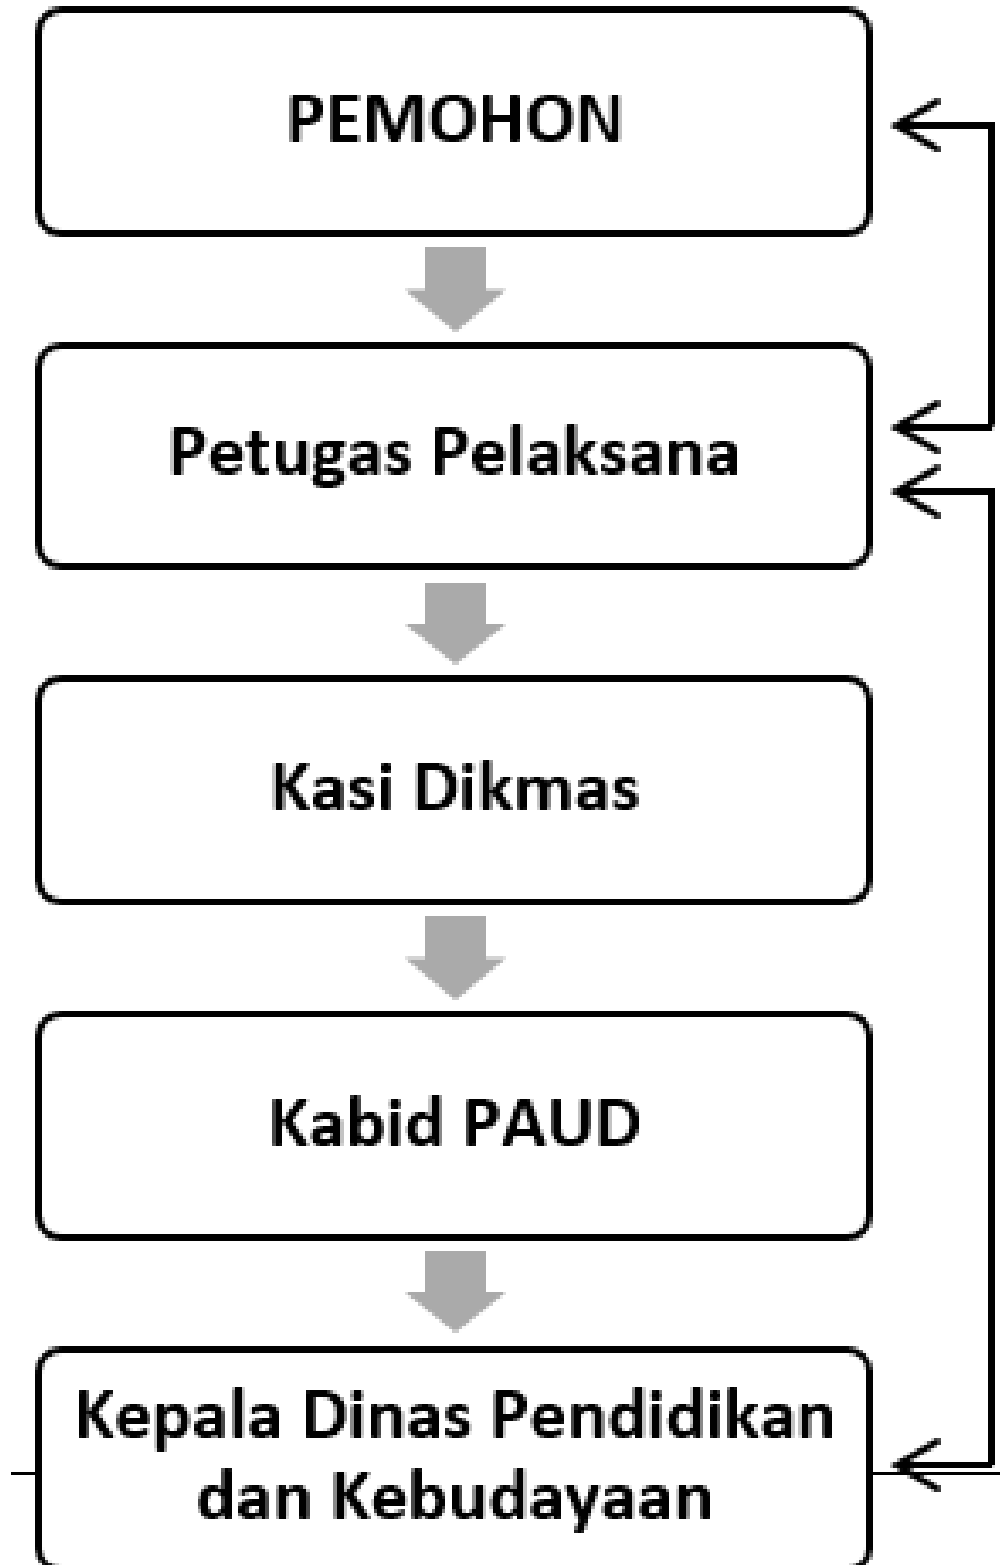 PEMOHON
Petugas Pelaksana
Kasi Dikmas
Kabid PAUD
Kepala Dinas Pendidikan
dan Kebudayaan